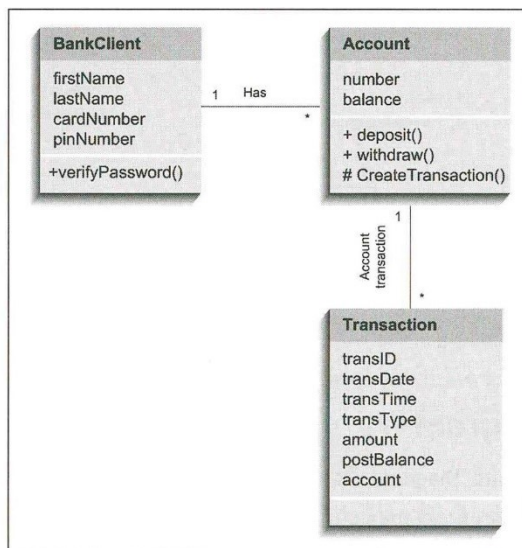 BankClient
firstName
lastName
cardNumber
pinNumber
+verifyPassword()
1
Has
*
Account
number
balance
+ deposit()
+ withdraw()
# CreateTransaction()
1
Account
transaction
*
Transaction
transID
transDate
transTime
transType
amount
postBalance
account